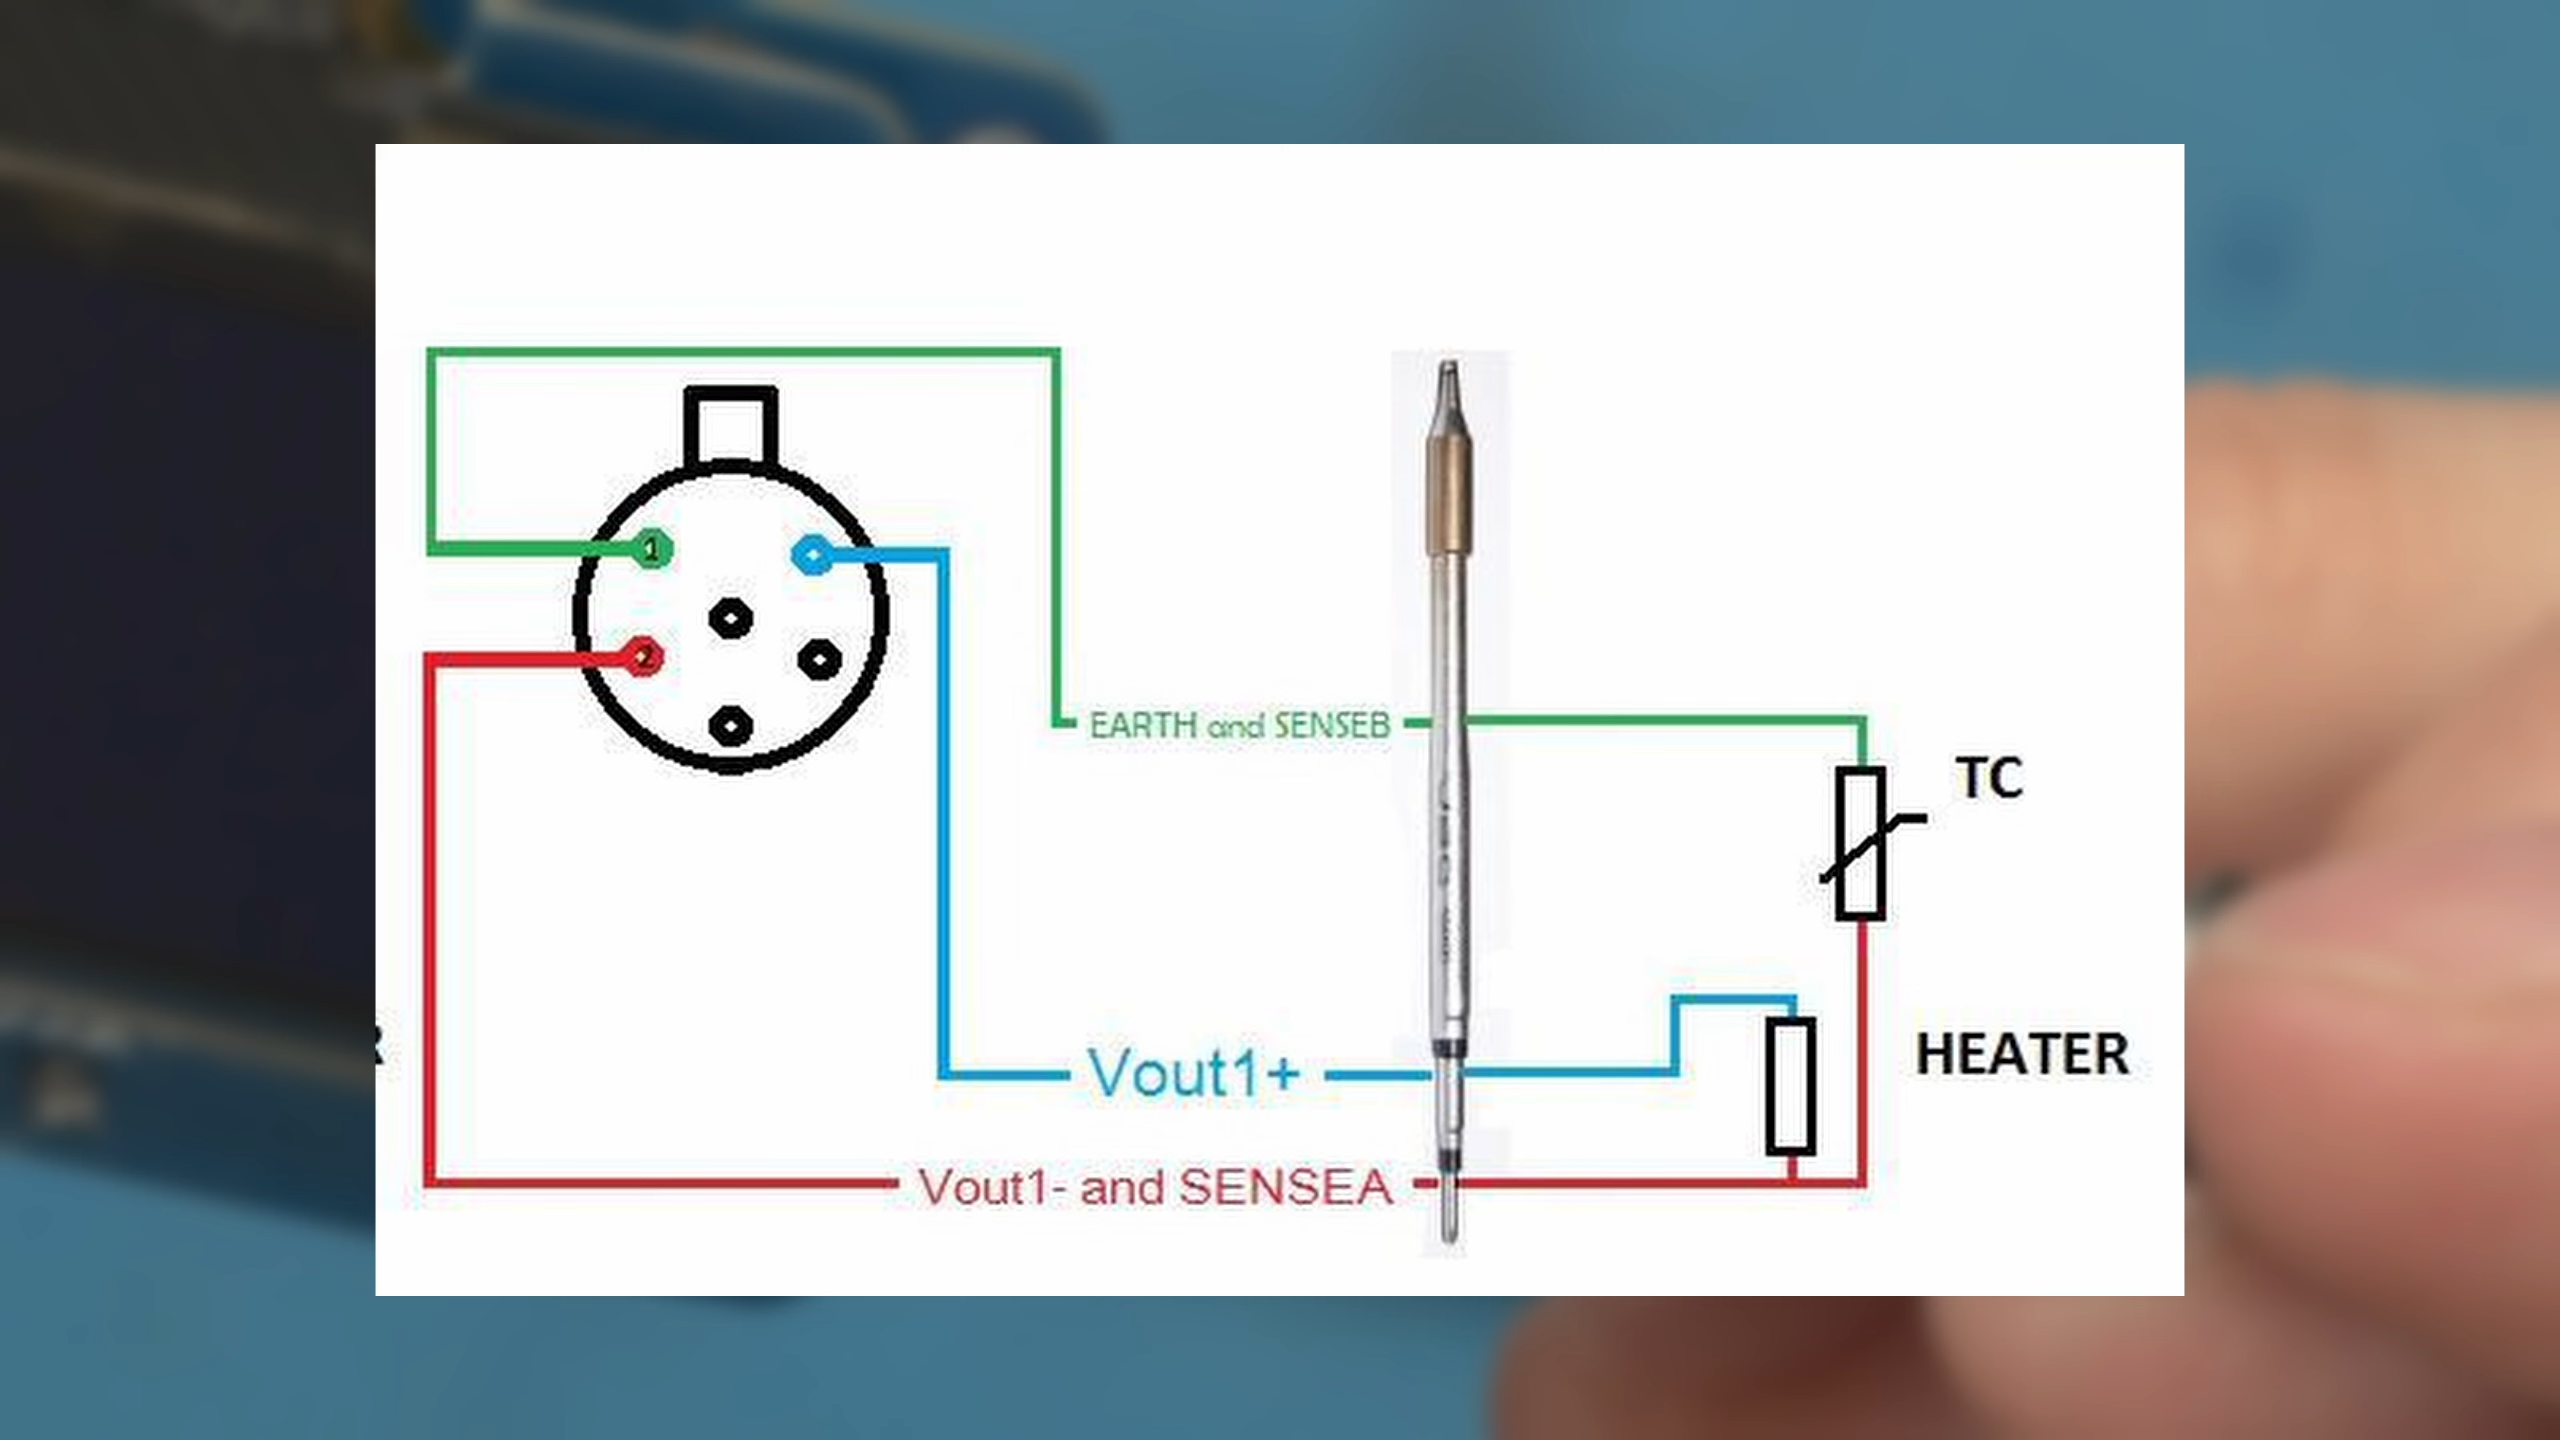 1
2
EARTH and SENSEB
TC
HEATER
Vout1+
Vout1- and SENSEA